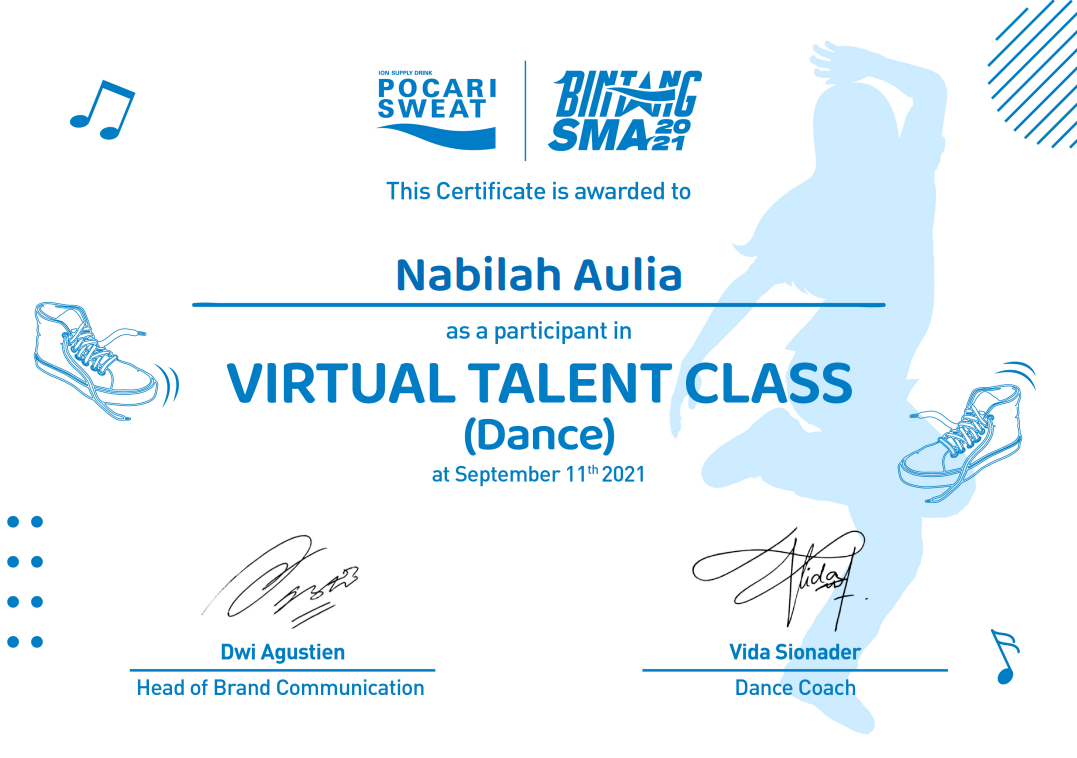 ION SUPPLY DRINK
POCARI
SWEAT
BINTANG
SMA 2021
This Certificate is awarded to
Nabilah Aulia
as a participant in
VIRTUAL TALENT CLASS
(Dance)
at September 11th 2021
Vida
Dwi Agustien
Head of Brand Communication
Vida Sionader
Dance Coach